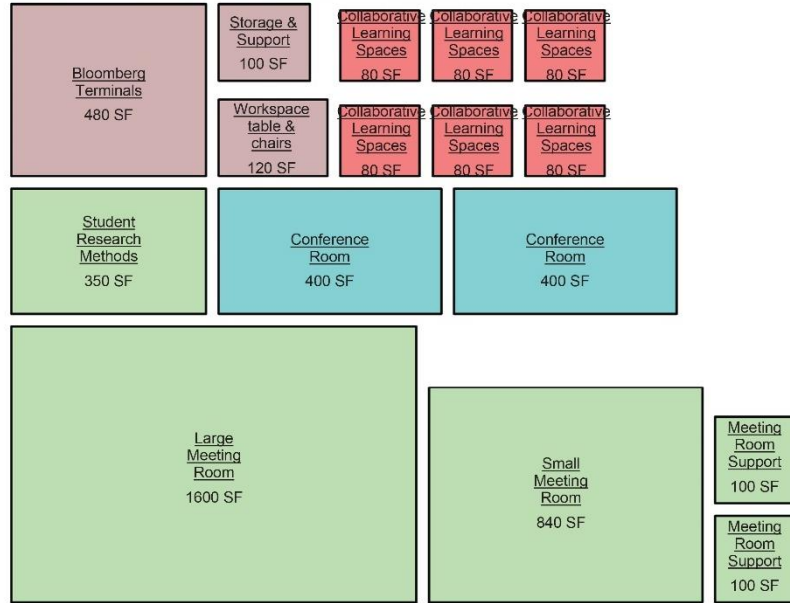 Bloomberg
Terminals
480 SF
Storage &
Support
100 SF
Collaborative
Learning
Spaces
80 SF
Collaborative
Learning
Spaces
80 SF
Collaborative
Learning
Spaces
80 SF
Workspace
table &
chairs
120 SF
Collaborative
Learning
Spaces
80 SF
Collaborative
Learning
Spaces
80 SF
Collaborative
Learning
Spaces
80 SF
Student
Research
Methods
350 SF
Conference
Room
400 SF
Conference
Room
400 SF
Large
Meeting
Room
1600 SF
Small
Meeting
Room
840 SF
Meeting
Room
Support
100 SF
Meeting
Room
Support
100 SF